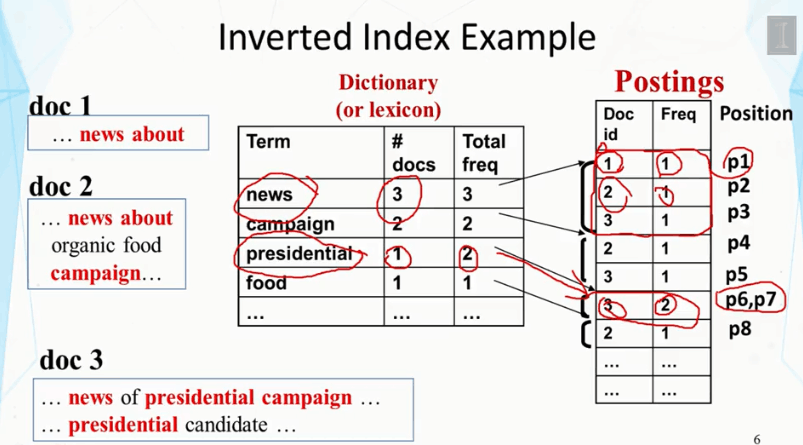 Inverted Index Example
I
doc 1
… news about
doc 2
… news about
organic food
campaign…
doc 3
… news of presidential campaign …
… presidential candidate …
Dictionary
(or lexicon)
Term # docs Total freq
news 3 3
campaign 2 2
presidential 1 2
food 1 1
… … …
Postings
Doc id Freq Position
1 1 p1
2 1 p2
3 1 p3
2 1 p4
3 1 p5
3 2 p6,p7
2 1 p8
… …
… …
6